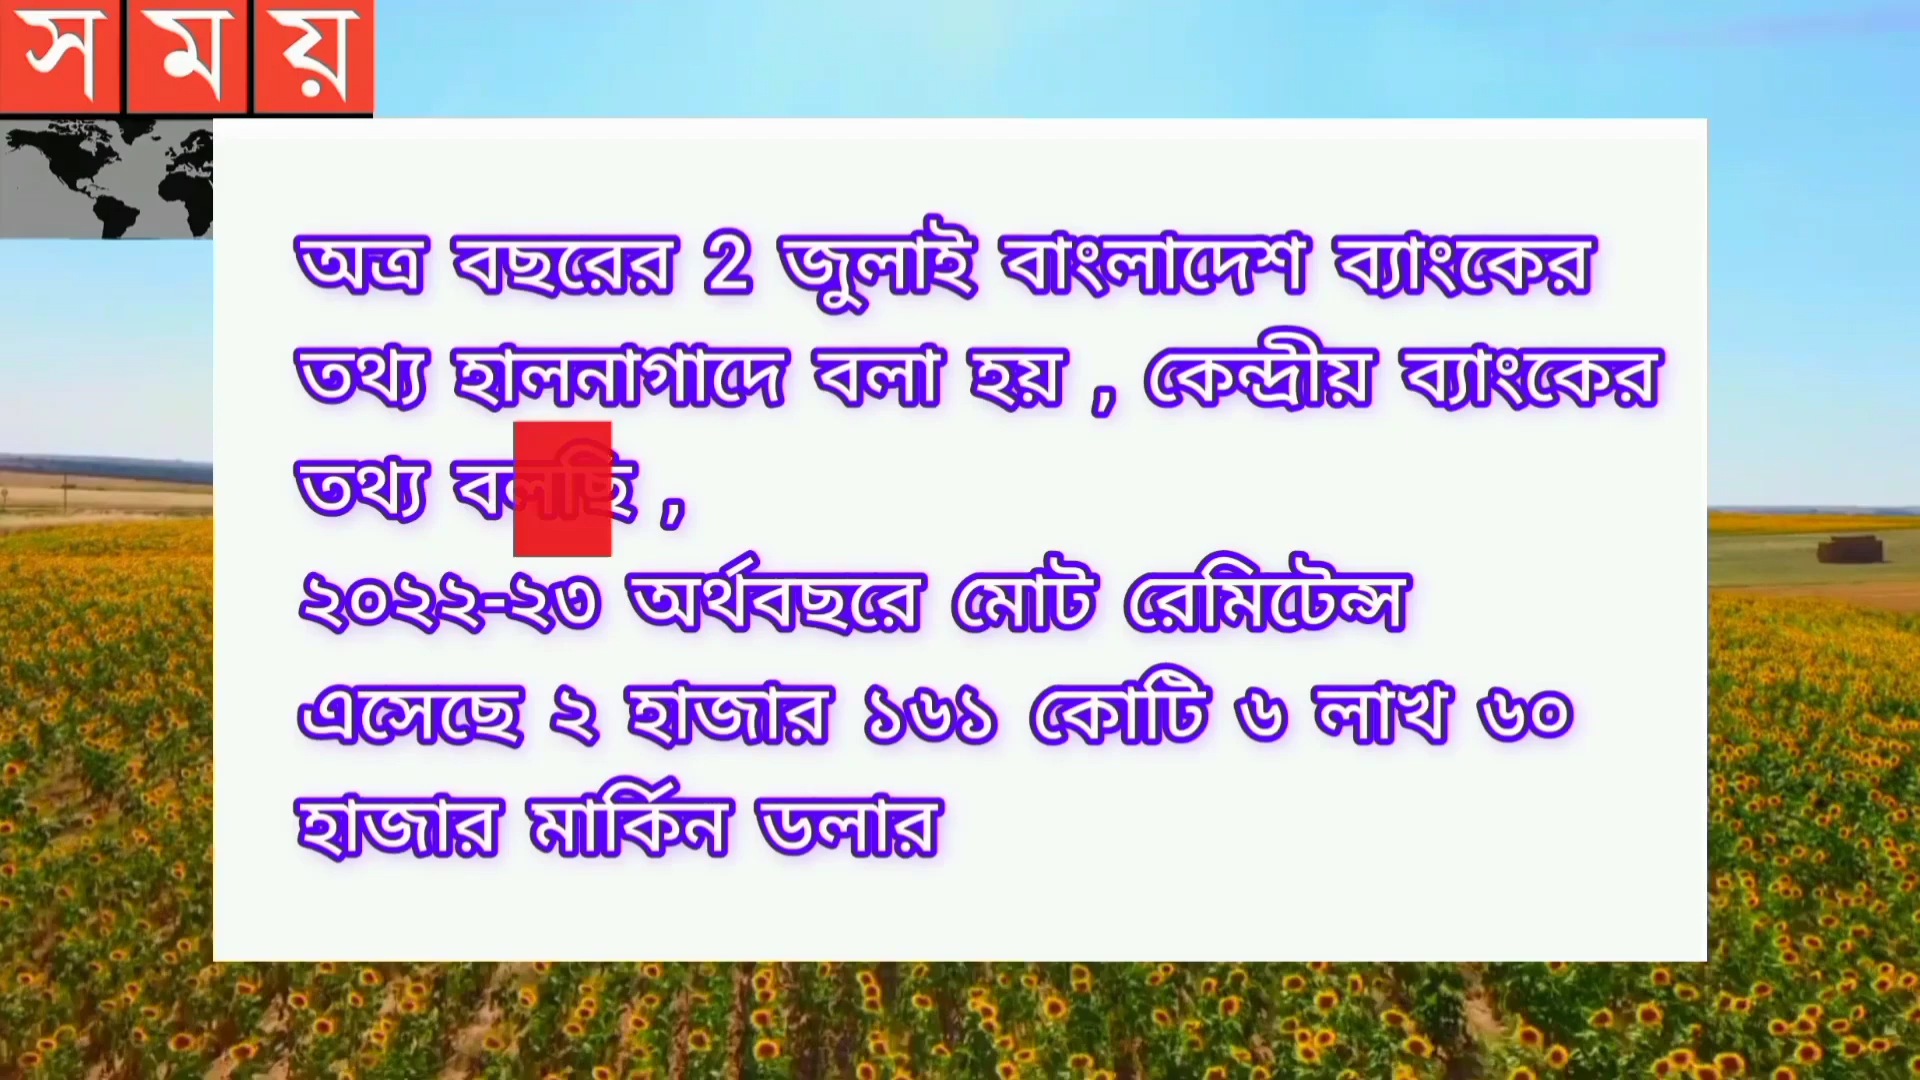 সময়
অত্র বছরের 2 জুলাই বাংলাদেশ ব্যাংকের
তথ্য হালনাগাদে বলা হয় , কেন্দ্রীয় ব্যাংকের
তথ্য বলছি ,
২০২২-২৩ অর্থবছরে মোট রেমিটেন্স
এসেছে ২ হাজার ১৬১ কোটি ৬ লাখ ৬০
হাজার মার্কিন ডলার